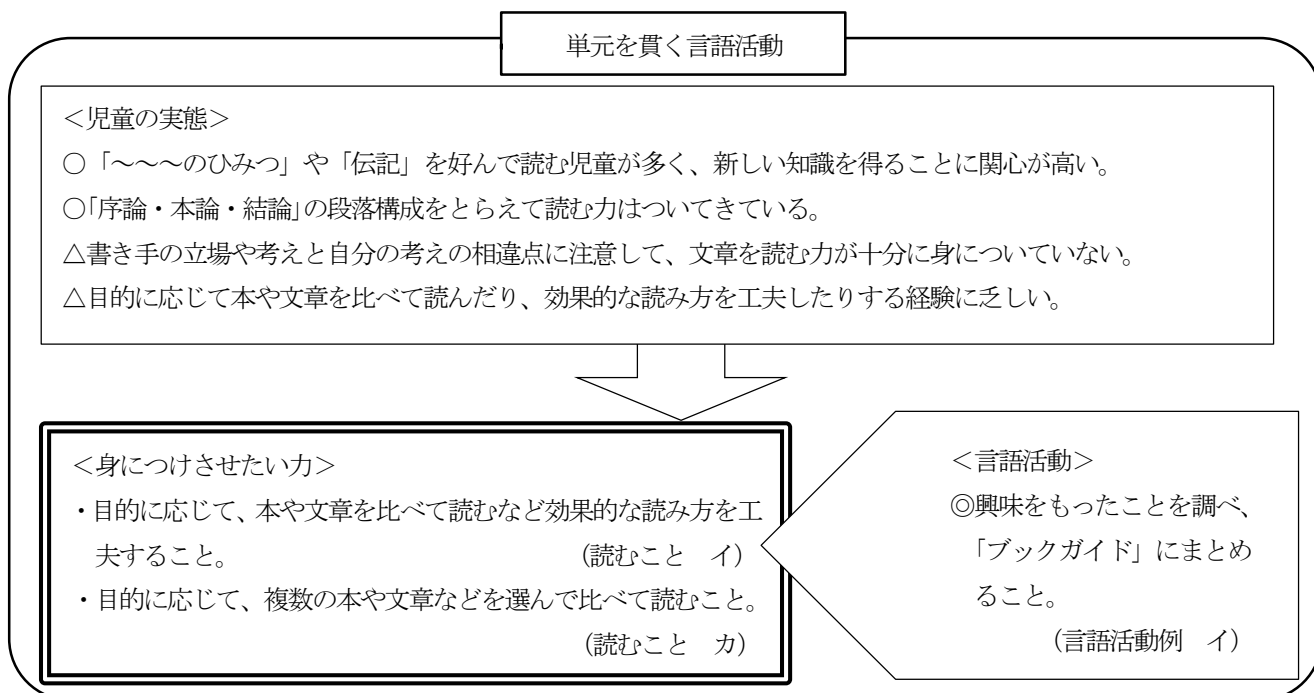 単元を貫く言語活動
＜児童の実態＞
○「～～～のひみつ」や「伝記」を好んで読む児童が多く、新しい知識を得ることに関心が高い。
○「序論・本論・結論」の段落構成をとらえて読む力はついてきている。
△書き手の立場や考えと自分の考えの相違点に注意して、文章を読む力が十分に身についていない。
△目的に応じて本や文章を比べて読んだり、効果的な読み方を工夫したりする経験に乏しい。
＜身につけさせたい力＞
・目的に応じて、本や文章を比べて読むなど効果的な読み方を工
夫すること。　（読むこと　イ）
・目的に応じて、複数の本や文章などを選んで比べて読むこと。
（読むこと　カ）
＜言語活動＞
◎興味をもったことを調べ、
「ブックガイド」にまとめ
ること。
（言語活動例　イ）